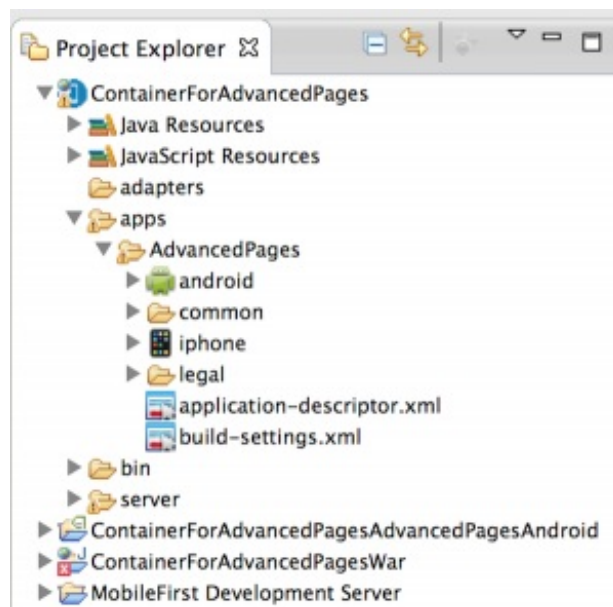 Project Explorer
ContainerForAdvancedPages
Java Resources
JavaScript Resources
adapters
apps
AdvancedPages
android
common
iphone
legal
application-descriptor.xml
build-settings.xml
bin
server
ContainerForAdvancedPagesAdvancedPagesAndroid
ContainerForAdvancedPagesWar
MobileFirst Development Server